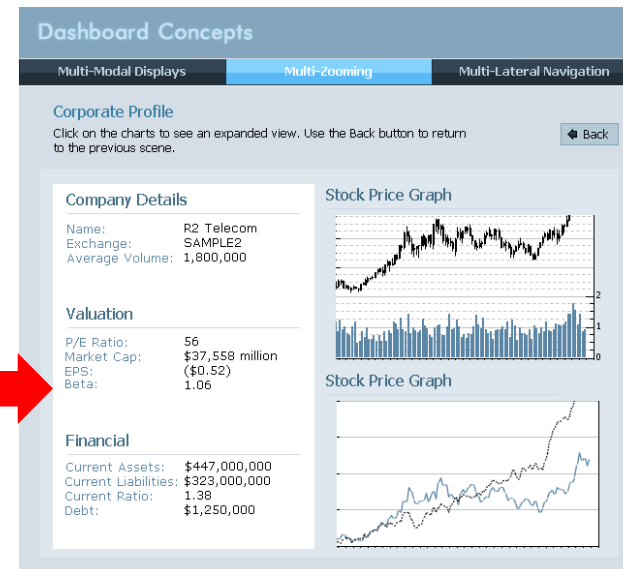 Dashboard Concepts
Multi-Modal Displays Multi-Zooming Multi-Lateral Navigation
Corporate Profile
Click on the charts to see an expanded view. Use the Back button to return
to the previous scene.
Back
Company Details
Name: R2 Telecom
Exchange: SAMPLE2
Average Volume: 1,800,000
Valuation
P/E Ratio: 56
Market Cap: $37,558 million
EPS: ($0.52)
Beta: 1.06
Financial
Current Assets: $447,000,000
Current Liabilities: $323,000,000
Current Ratio: 1.38
Debt: $1,250,000
Stock Price Graph
2
1
0
Stock Price Graph